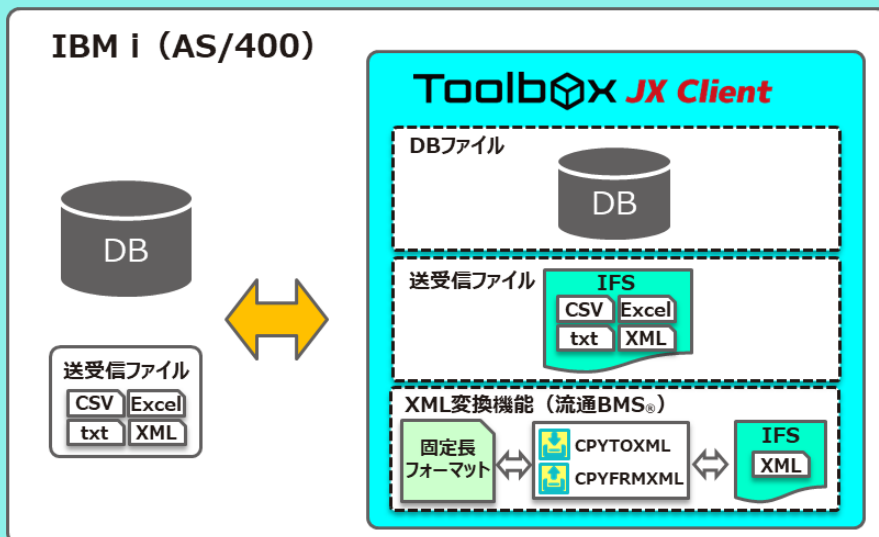 IBM i（AS/400）
DB
送受信ファイル
CSV Excel
txt XML
Toolbox JX Client
DBファイル
DB
送受信ファイル
IFS
CSV Excel
txt XML
XML変換機能（流通BMS®）
固定長
フォーマット
CPYTOXML
CPYFRMXML
IFS
XML